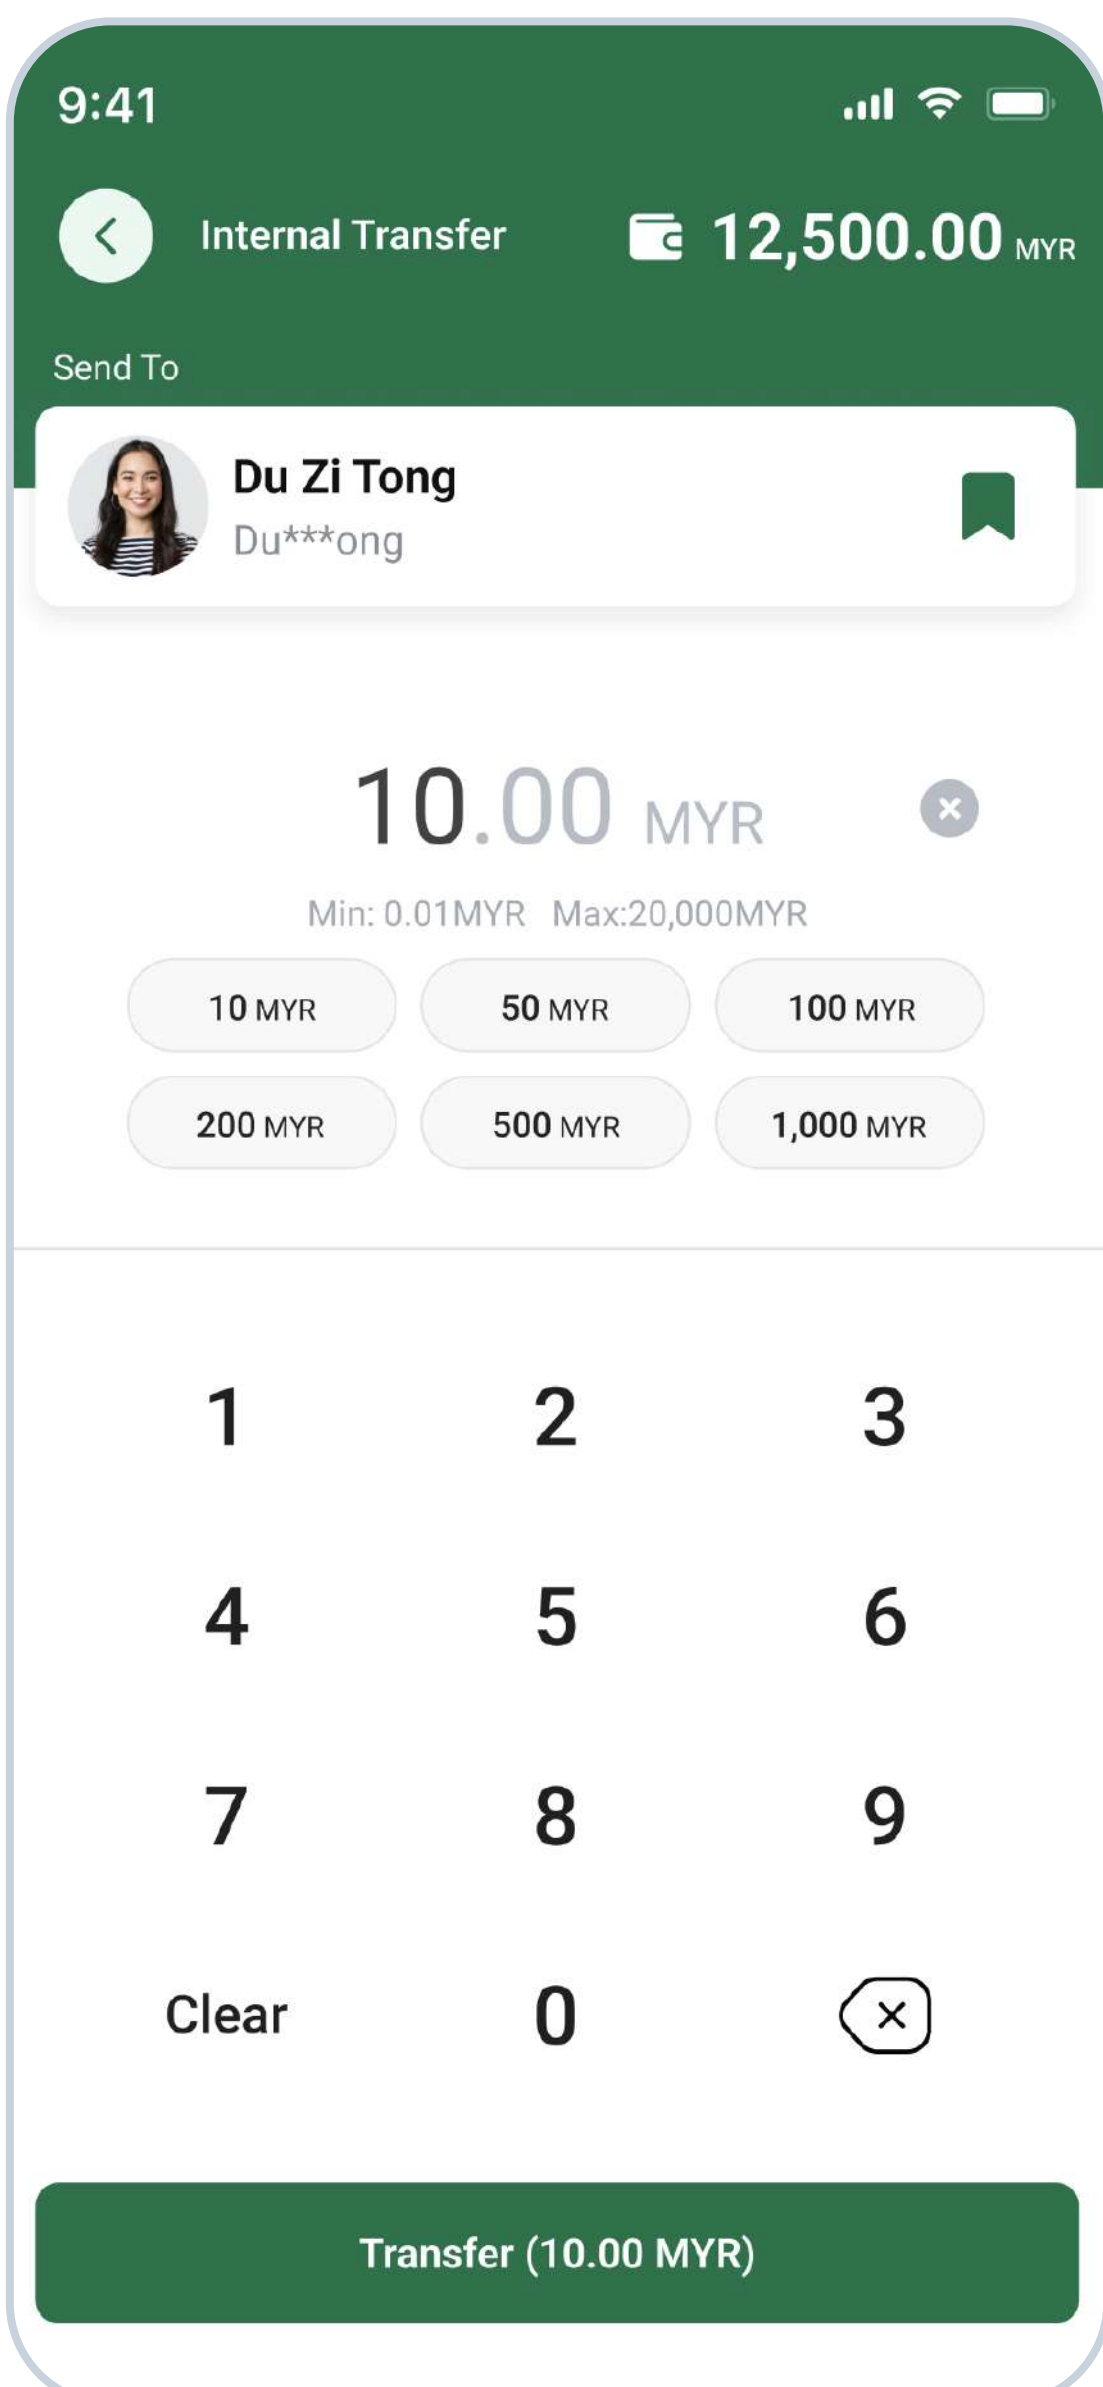 9:41
Internal Transfer 12,500.00 MYR
Send To
Du Zi Tong
Du***ong
10.00 MYR
Min: 0.01MYR Max:20,000MYR
10 MYR 50 MYR 100 MYR
200 MYR 500 MYR 1,000 MYR
1 2 3
4 5 6
7 8 9
Clear 0
Transfer (10.00 MYR)